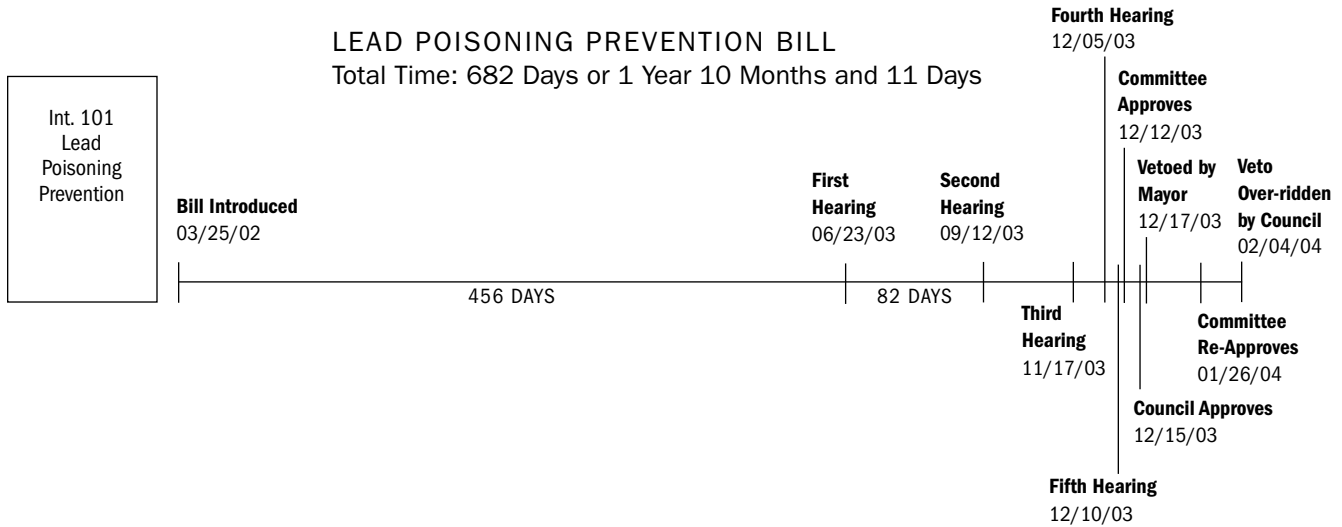 LEAD POISONING PREVENTION BILL
Total Time: 682 Days or 1 Year 10 Months and 11 Days
Int. 101
Lead
Poisoning
Prevention
Bill Introduced
03/25/02
456 DAYS
First
Hearing
06/23/03
82 DAYS
Second
Hearing
09/12/03
Third
Hearing
11/17/03
Fourth Hearing
12/05/03
Fifth Hearing
12/10/03
Committee
Approves
12/12/03
Council Approves
12/15/03
Vetoed by
Mayor
12/17/03
Committee
Re-Approves
01/26/04
Veto
Over-ridden
by Council
02/04/04